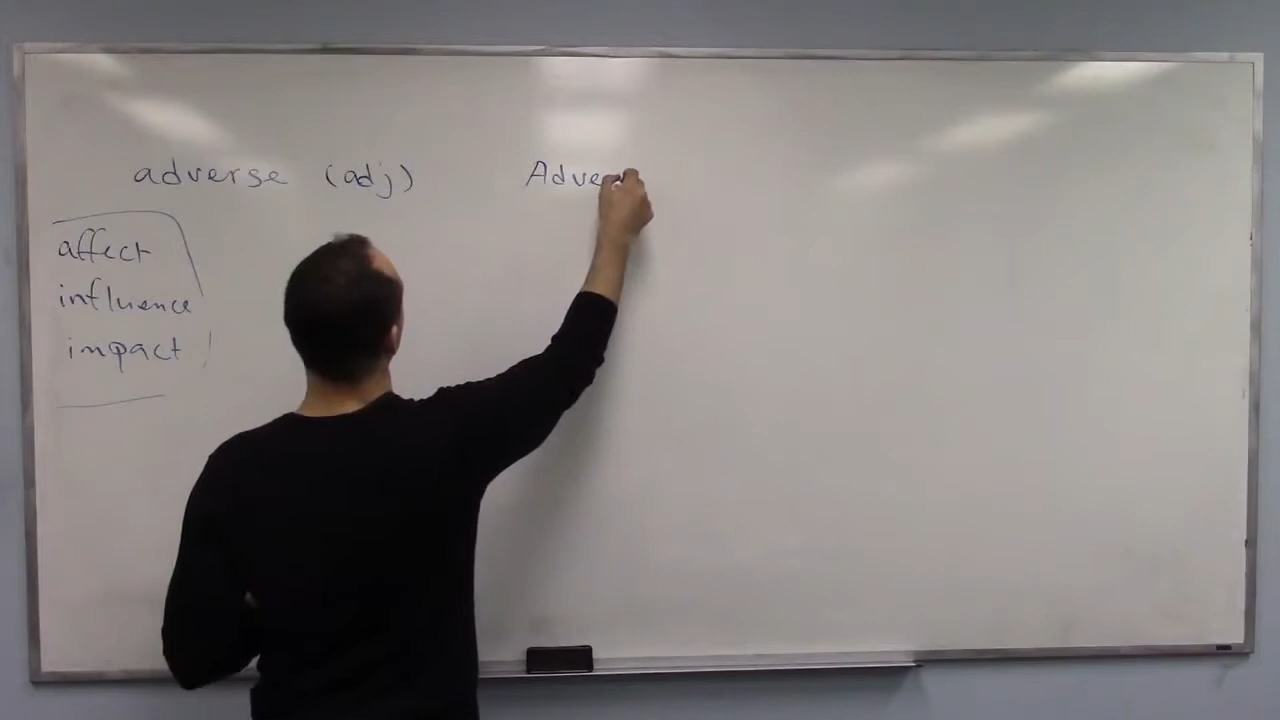 adverse (adj)
Adve
affect
influence
impact